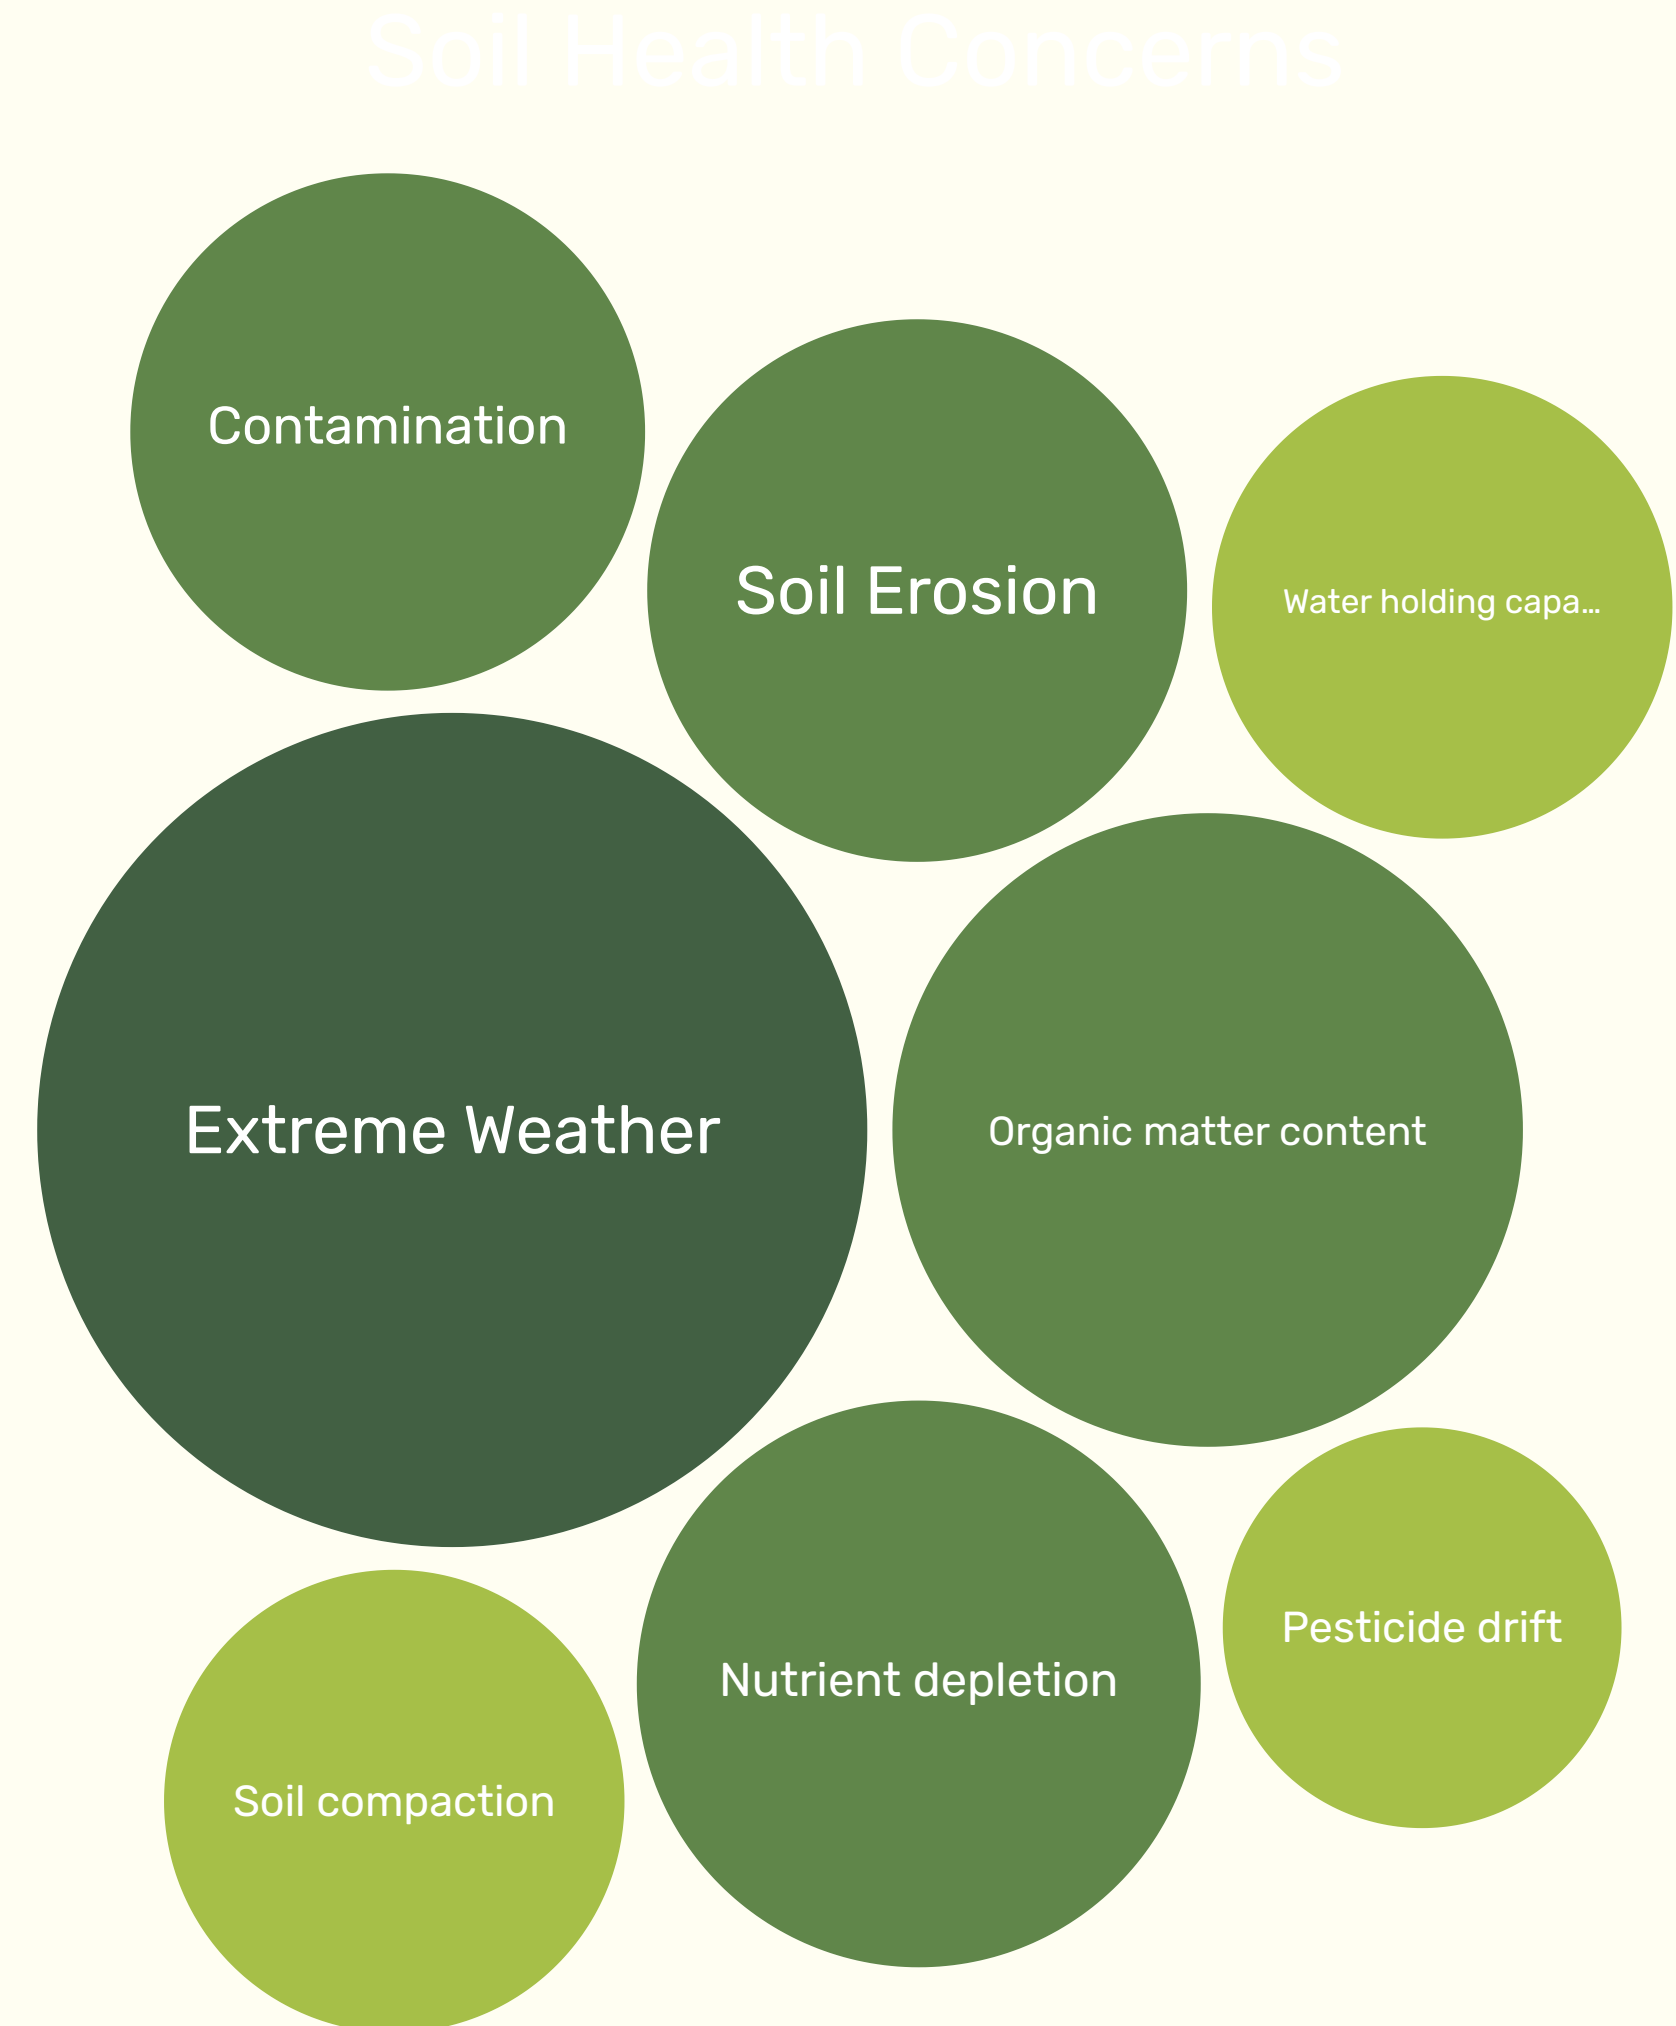 Soil Health Concerns
Contamination
Soil Erosion
Water holding capa...
Extreme Weather
Organic matter content
Nutrient depletion
Pesticide drift
Soil compaction